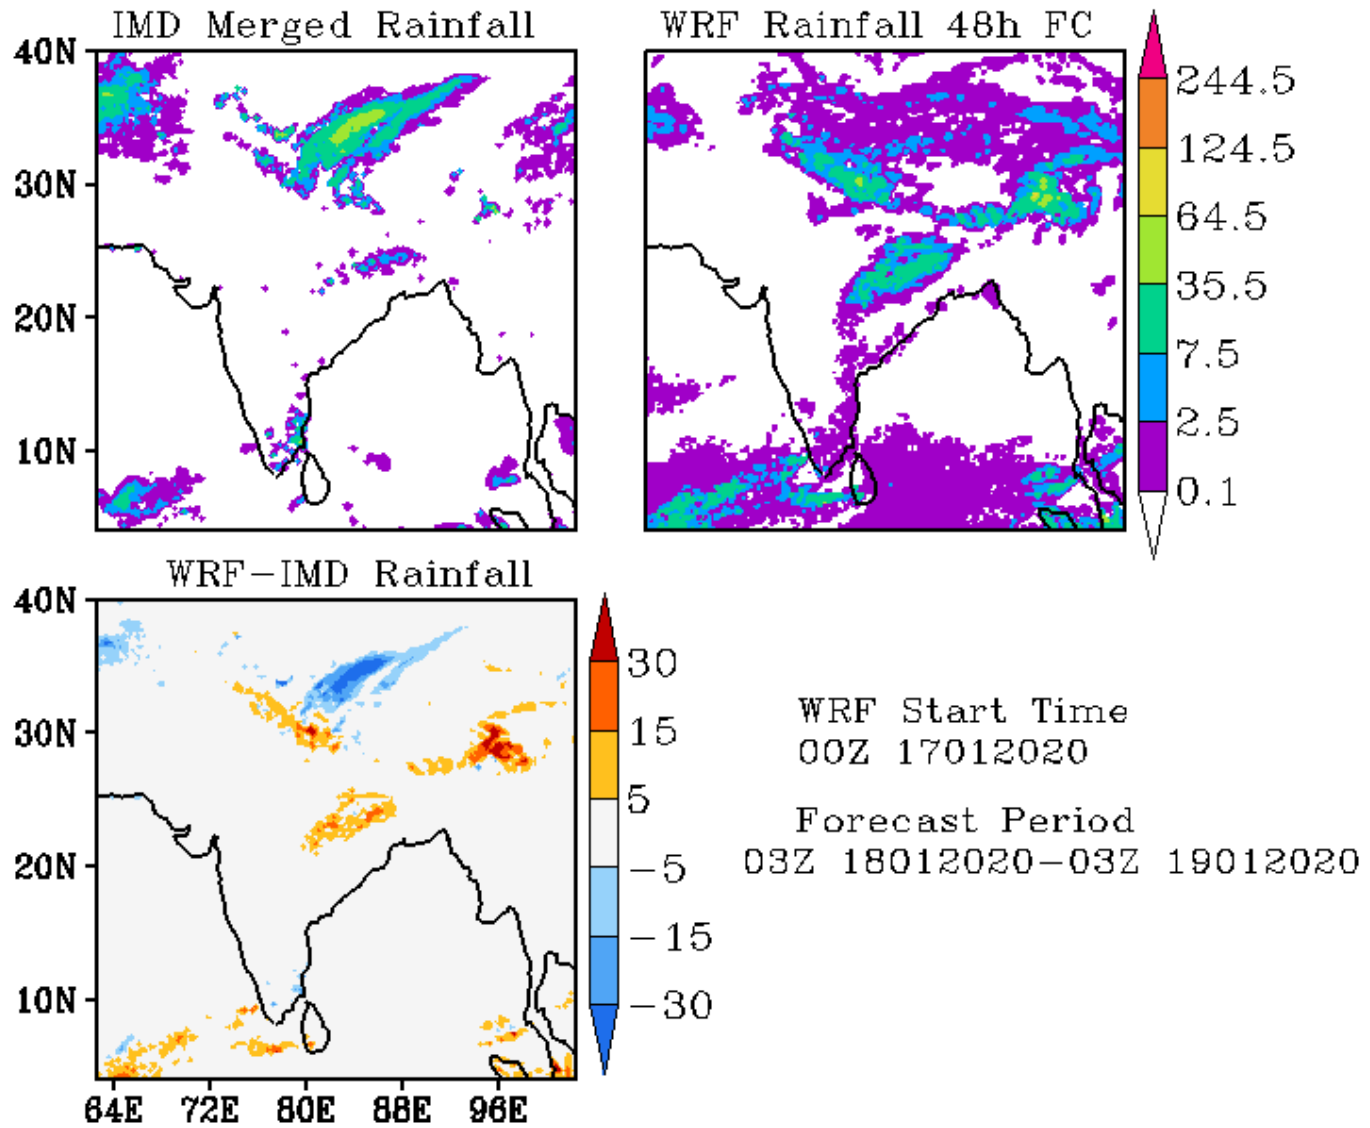 IMD Merged Rainfall
WRF Rainfall 48h FC
40N
30N
20N
10N
244.5
124.5
64.5
35.5
7.5
2.5
0.1
WRF-IMD Rainfall
40N
30N
20N
10N
64E 72E 80E 88E 96E
30
15
5
-5
-15
-30
WRF Start Time
00Z 17012020
Forecast Period
03Z 18012020-03Z 19012020